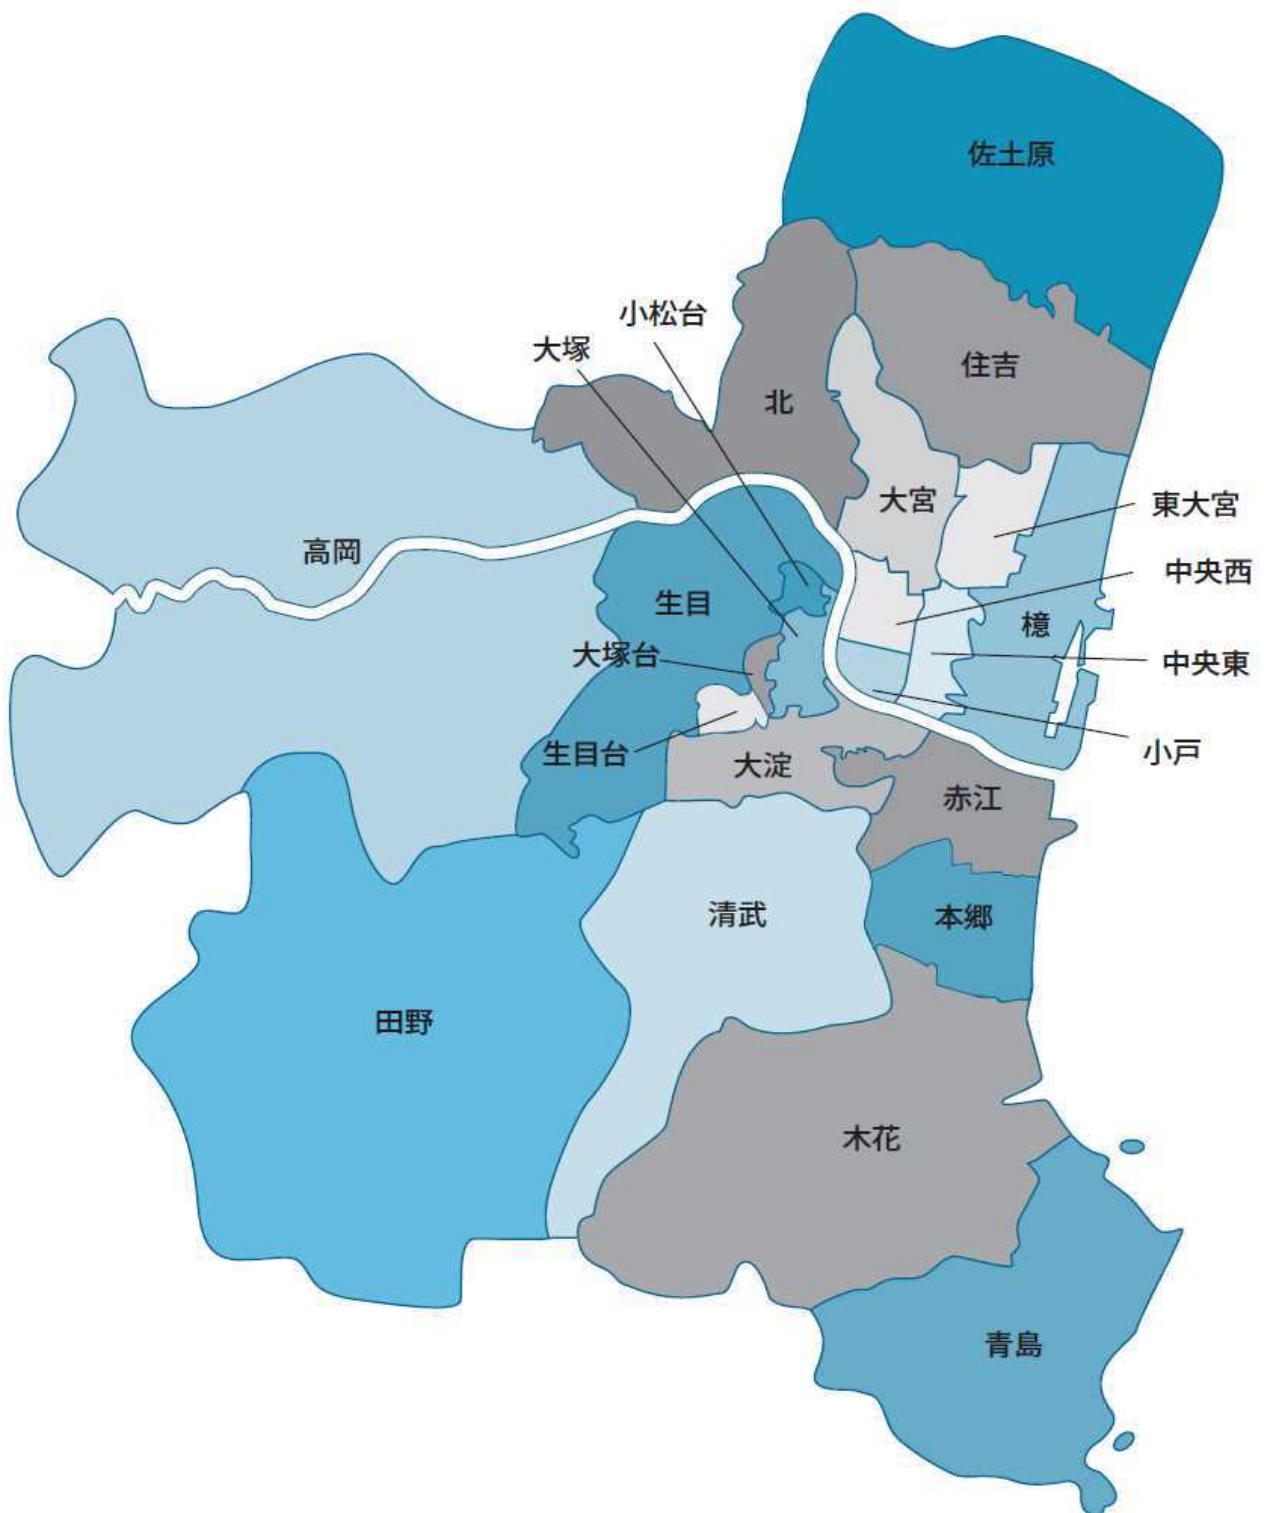 佐土原
小松台
大塚
住吉
北
大宮
東大宮
高岡
中央西
生目
檍
大塚台
中央東
小戸
生目台
大淀
赤江
清武
本郷
田野
木花
青島